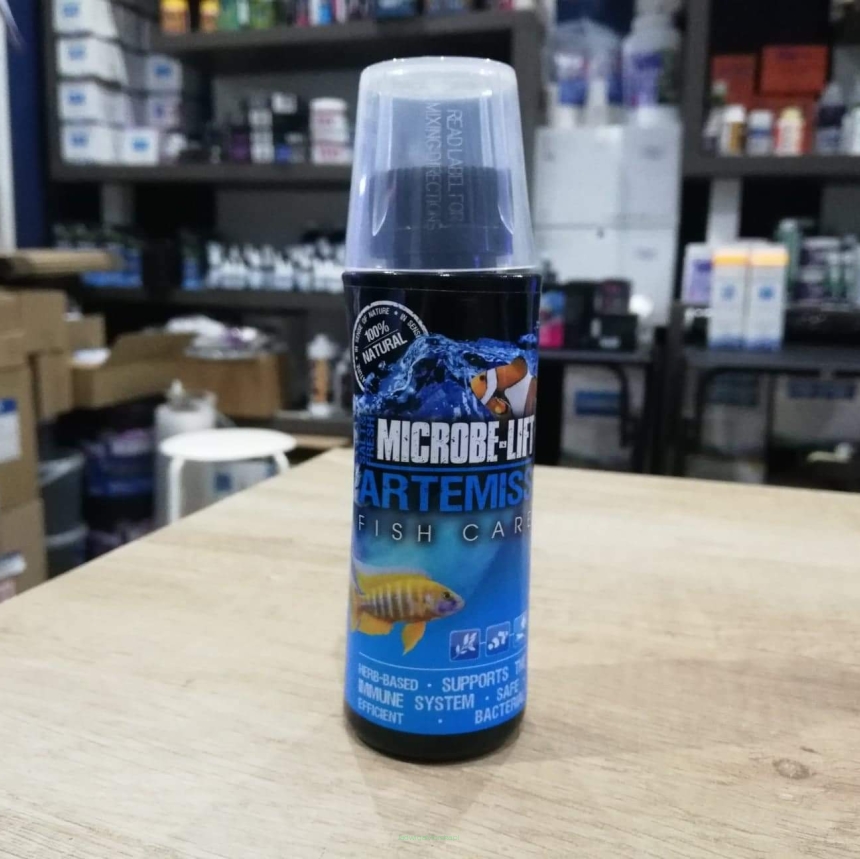 READ LABEL FOR
MIXING DIRECTIONS
100%
NATURAL
MICROBE-LIFT
ARTEMISS
FISH CARE
HERB-BASED · SUPPORTS TH
IMMUNE SYSTEM · SAFE
EFFICIENT · BACTERIA